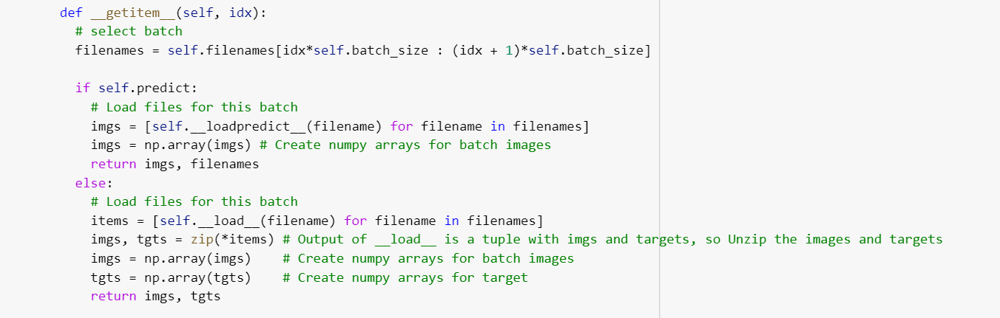 def __getitem__(self, idx):
# select batch
filenames = self.filenames[idx*self.batch_size : (idx + 1)*self.batch_size]
if self.predict:
# Load files for this batch
imgs = [self.__loadpredict__(filename) for filename in filenames]
imgs = np.array(imgs) # Create numpy arrays for batch images
return imgs, filenames
else:
# Load files for this batch
items = [self.__load__(filename) for filename in filenames]
imgs, tgts = zip(*items) # Output of __load__ is a tuple with imgs and targets, so Unzip the images and targets
imgs = np.array(imgs)    # Create numpy arrays for batch images
tgts = np.array(tgts)    # Create numpy arrays for target
return imgs, tgts